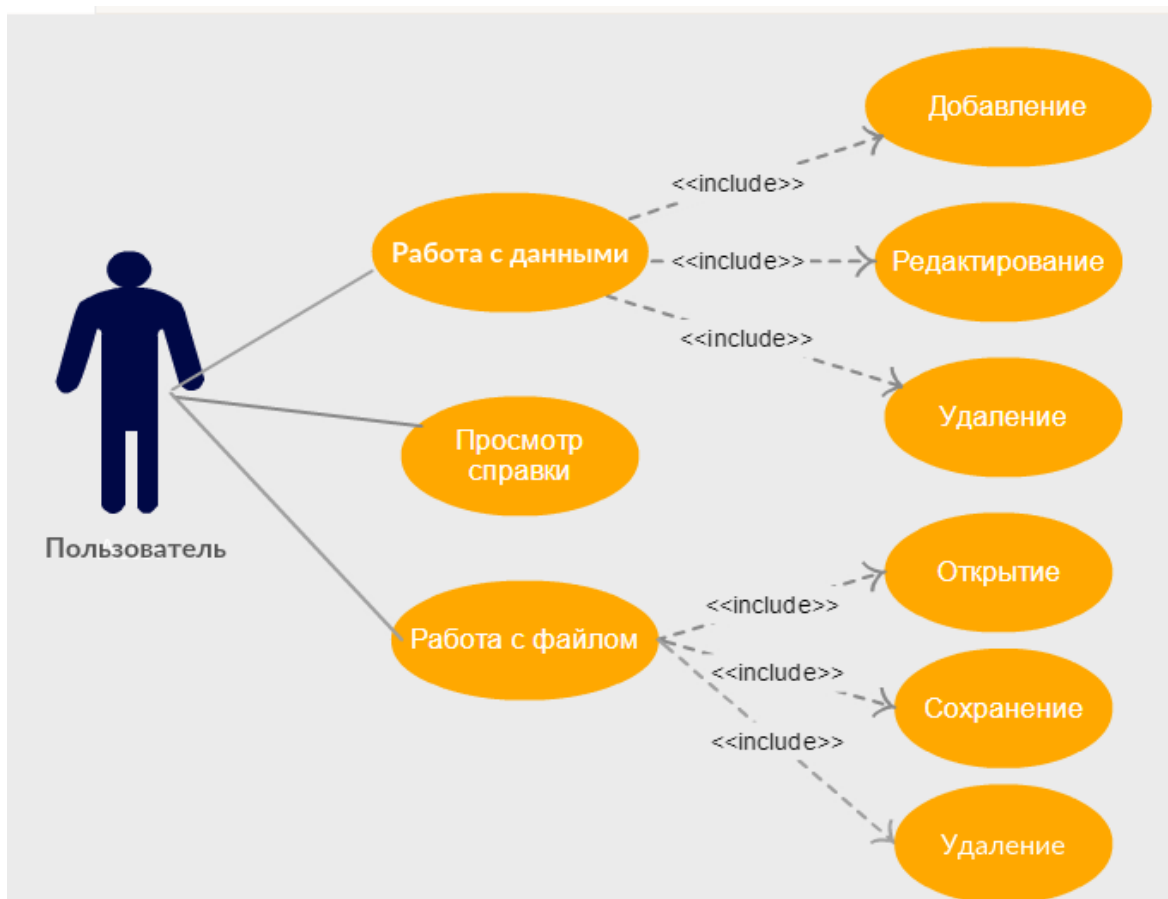 Добавление
<<include>>
Работа с данными
<<include>>
Редактирование
<<include>>
Удаление
Просмотр
справки
Пользователь
Открытие
<<include>>
Работа с файлом
<<include>>
Сохранение
<<include>>
Удаление